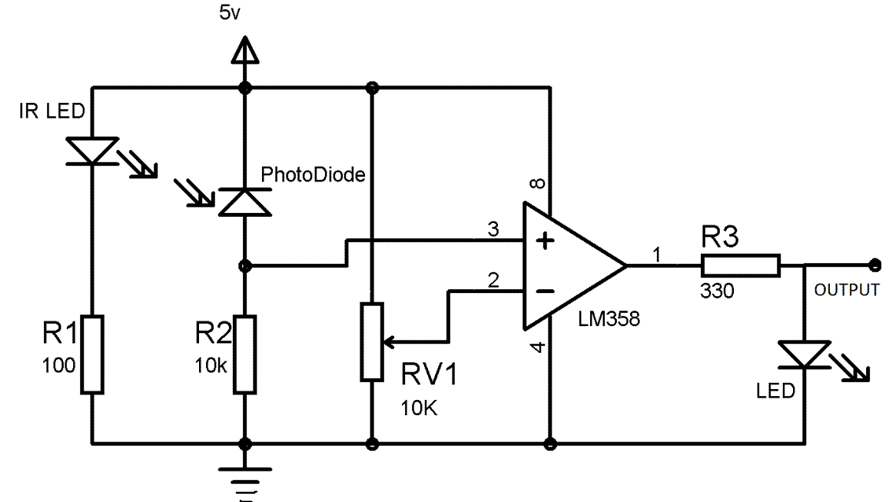 5v
IR LED
PhotoDiode
8
3
+
1
R3
2
−
330
OUTPUT
LM358
R1
100
R2
10k
4
RV1
10K
LED